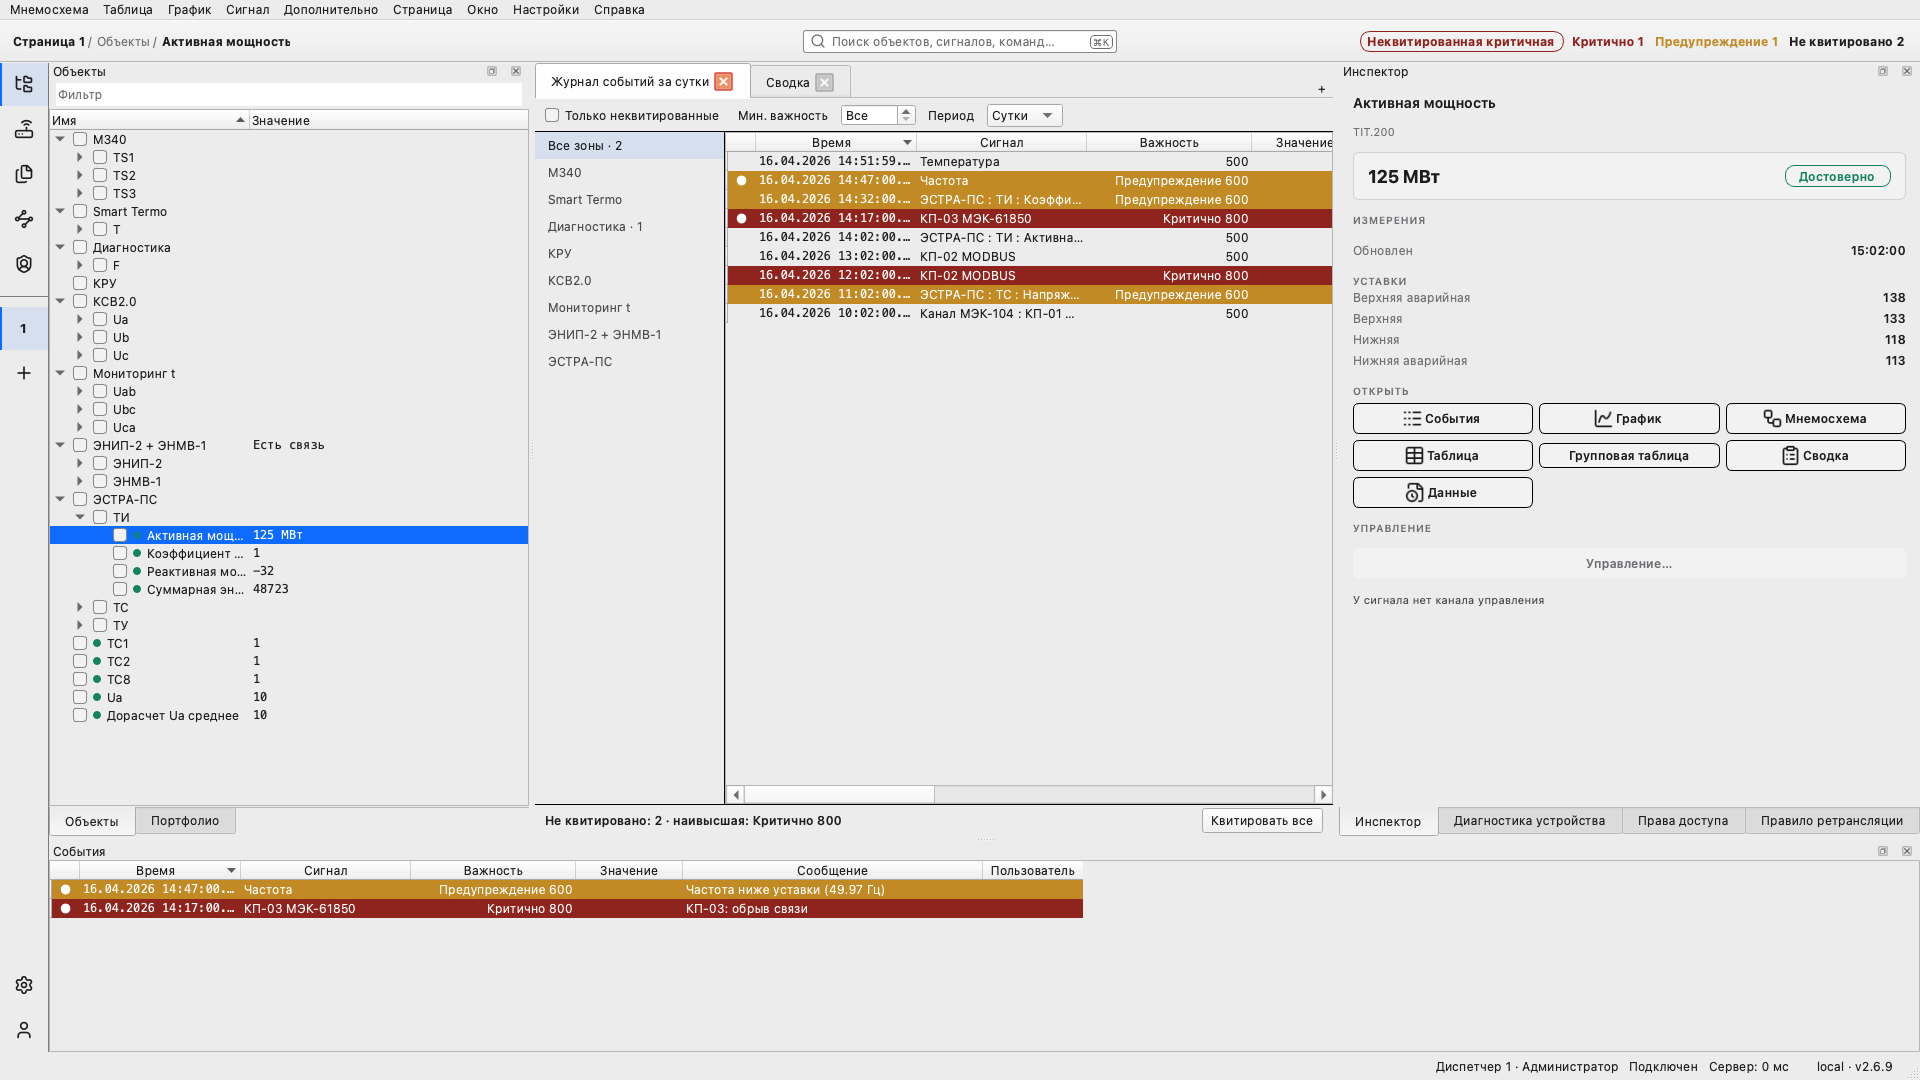 Мнемосхема Таблица График Сигнал Дополнительно Страница Окно Настройки Справка
Страница 1 / Объекты / Активная мощность
Поиск объектов, сигналов, команд... ⌘K
Неквитированная критичная Критично 1 Предупреждение 1 Не квитировано 2
Объекты
Фильтр
Имя Значение
M340
TS1
TS2
TS3
Smart Termo
T
Диагностика
F
КРУ
КСВ2.0
Ua
Ub
Uc
Мониторинг t
Uab
Ubc
Uca
ЭНИП-2 + ЭНМВ-1 Есть связь
ЭНИП-2
ЭНМВ-1
ЭСТРА-ПС
ТИ
Активная мощ... 125 МВт
Коэффициент ... 1
Реактивная мо... −32
Суммарная эн... 48723
ТС
ТУ
ТС1 1
ТС2 1
ТС8 1
Ua 10
Дорасчет Ua среднее 10
Объекты Портфолио
1
Журнал событий за сутки Сводка +
Только неквитированные Мин. важность Все Период Сутки
Все зоны · 2
M340
Smart Termo
Диагностика · 1
КРУ
КСВ2.0
Мониторинг t
ЭНИП-2 + ЭНМВ-1
ЭСТРА-ПС
Время Сигнал Важность Значение
16.04.2026 14:51:59.... Температура 500
16.04.2026 14:47:00.... Частота Предупреждение 600
16.04.2026 14:32:00.... ЭСТРА-ПС : ТИ : Коэффи... Предупреждение 600
16.04.2026 14:17:00.... КП-03 МЭК-61850 Критично 800
16.04.2026 14:02:00.... ЭСТРА-ПС : ТИ : Активна... 500
16.04.2026 13:02:00.... КП-02 MODBUS 500
16.04.2026 12:02:00.... КП-02 MODBUS Критично 800
16.04.2026 11:02:00.... ЭСТРА-ПС : ТС : Напряж... Предупреждение 600
16.04.2026 10:02:00.... Канал МЭК-104 : КП-01 ... 500
Не квитировано: 2 · наивысшая: Критично 800 Квитировать все
Инспектор
Активная мощность
TIT.200
125 МВт Достоверно
ИЗМЕРЕНИЯ
Обновлен 15:02:00
УСТАВКИ
Верхняя аварийная 138
Верхняя 133
Нижняя 118
Нижняя аварийная 113
ОТКРЫТЬ
События График Мнемосхема
Таблица Групповая таблица Сводка
Данные
УПРАВЛЕНИЕ
Управление...
У сигнала нет канала управления
Инспектор Диагностика устройства Права доступа Правило ретрансляции
События
Время Сигнал Важность Значение Сообщение Пользователь
16.04.2026 14:47:00.... Частота Предупреждение 600 Частота ниже уставки (49.97 Гц)
16.04.2026 14:17:00.... КП-03 МЭК-61850 Критично 800 КП-03: обрыв связи
Диспетчер 1 · Администратор Подключен Сервер: 0 мс local · v2.6.9